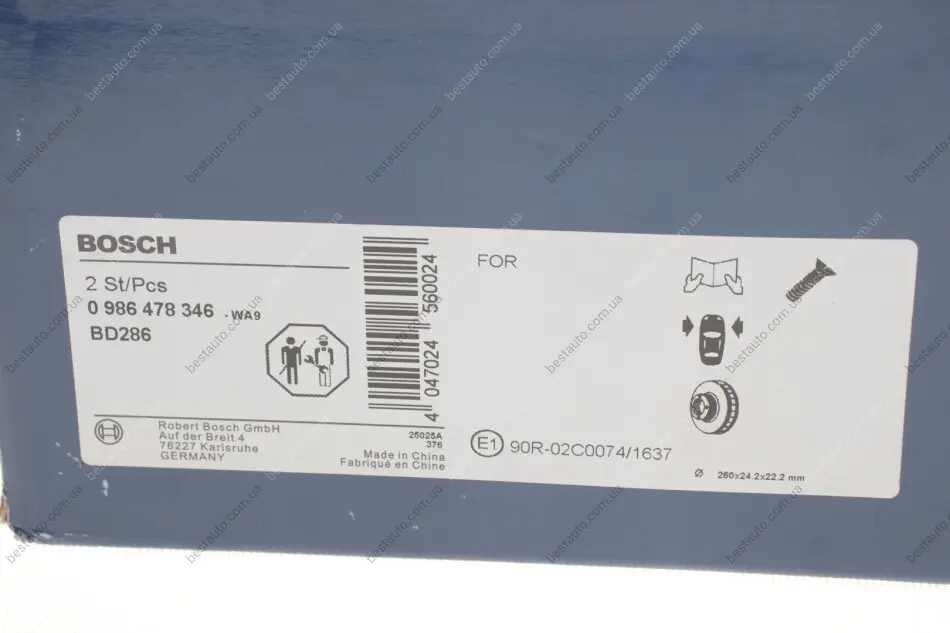 BOSCH
2 St/Pcs
0 986 478 346 -WA9
BD286
Robert Bosch GmbH
Auf der Breit 4
76227 Karlsruhe
GERMANY
25025A
376
Made in China
Fabriqué en Chine
4 047024 560024
FOR
E1 90R-02C0074/1637
Ø 260x24.2x22.2 mm
bestauto.com.ua